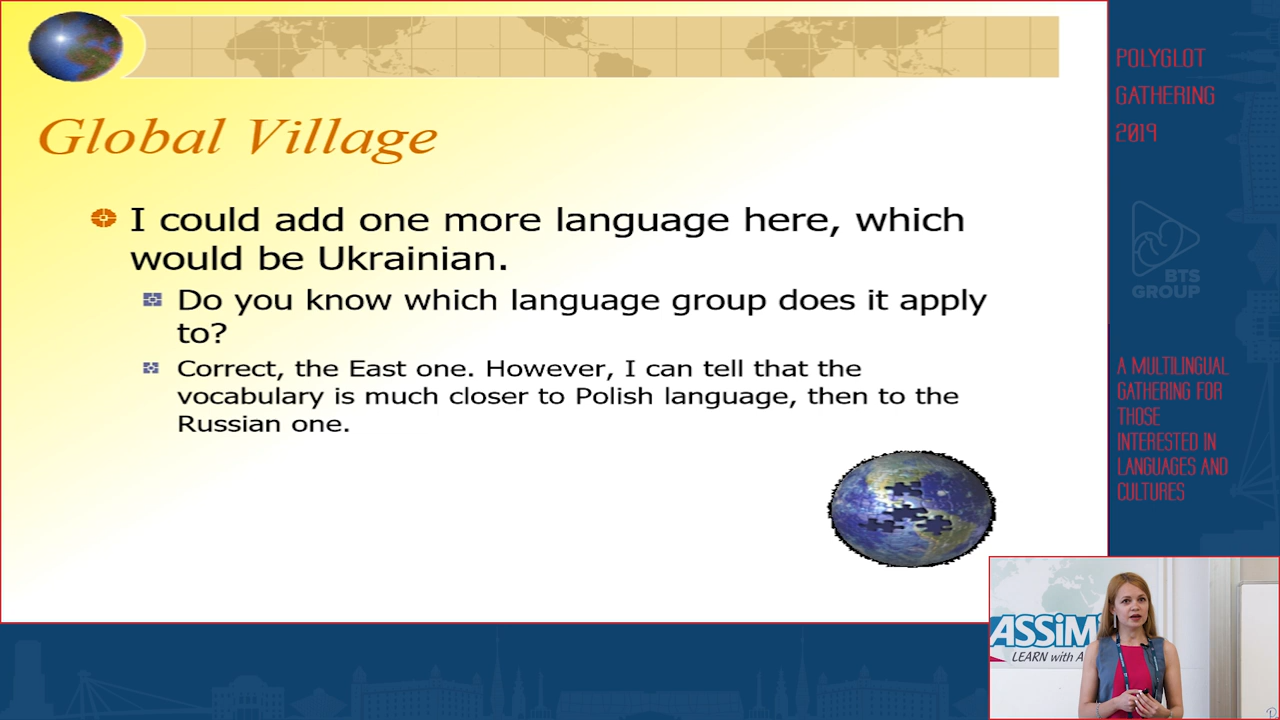 Global Village
I could add one more language here, which
would be Ukrainian.
Do you know which language group does it apply
to?
Correct, the East one. However, I can tell that the
vocabulary is much closer to Polish language, then to the
Russian one.
POLYGLOT
GATHERING
2019
BTS
GROUP
A MULTILINGUAL
GATHERING FOR
THOSE
INTERESTED IN
LANGUAGES AND
CULTURES
ASSiMi
LEARN with A